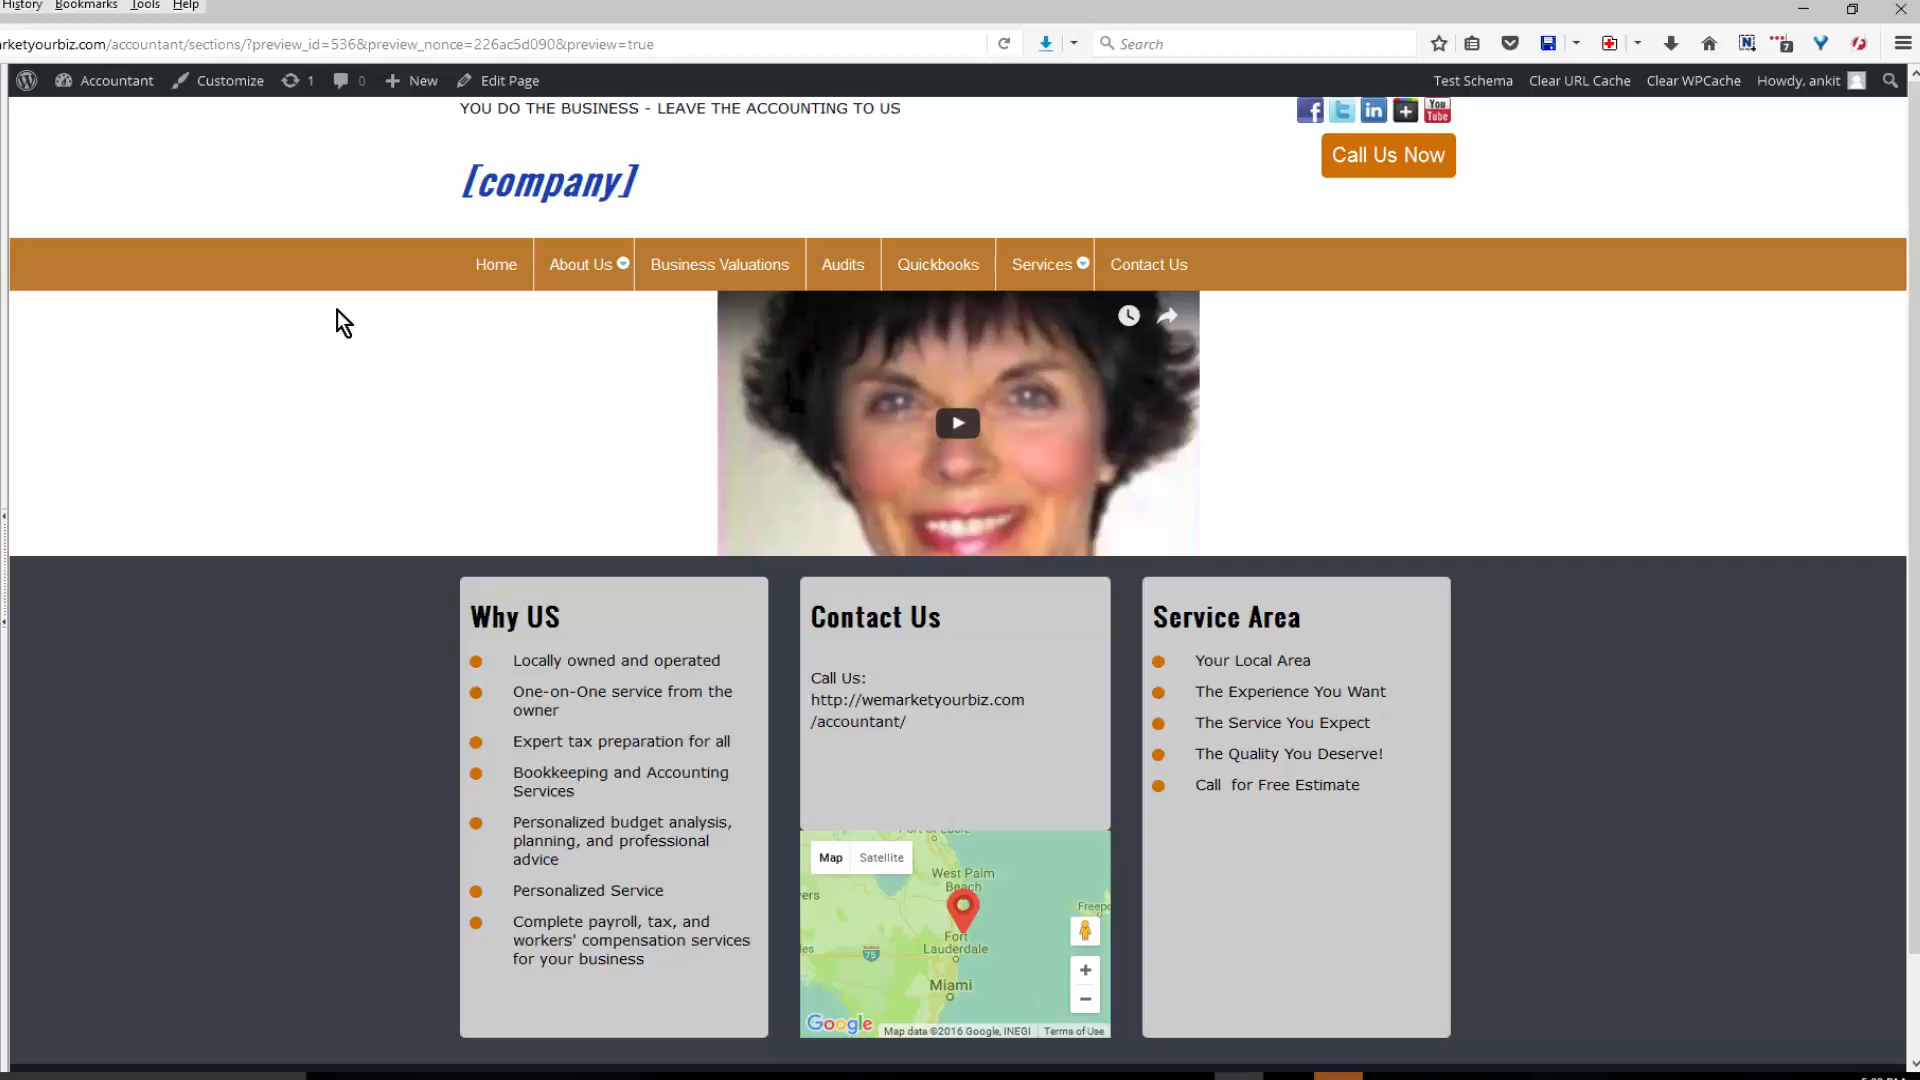 History Bookmarks Tools Help
rketyourbiz.com/accountant/sections/?preview_id=536&preview_nonce=226ac5d090&preview=true
Search
7
Accountant Customize 1 0 New Edit Page
Test Schema Clear URL Cache Clear WPCache Howdy, ankit
YOU DO THE BUSINESS - LEAVE THE ACCOUNTING TO US
You Tube
Call Us Now
[company]
Home About Us Business Valuations Audits Quickbooks Services Contact Us
Why US
Locally owned and operated
One-on-One service from the
owner
Expert tax preparation for all
Bookkeeping and Accounting
Services
Personalized budget analysis,
planning, and professional
advice
Personalized Service
Complete payroll, tax, and
workers' compensation services
for your business
Contact Us
Call Us:
http://wemarketyourbiz.com
/accountant/
Map Satellite
West Palm
Beach
Freep
Fort
Lauderdale
75
Miami
Google
Map data ©2016 Google, INEGI Terms of Use
Service Area
Your Local Area
The Experience You Want
The Service You Expect
The Quality You Deserve!
Call for Free Estimate